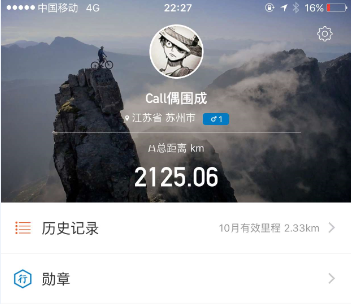 中国移动 4G 22:27 16%
Call偶围成
江苏省 苏州市 ♂1
总距离 km
2125.06
历史记录 10月有效里程 2.33km
行 勋章